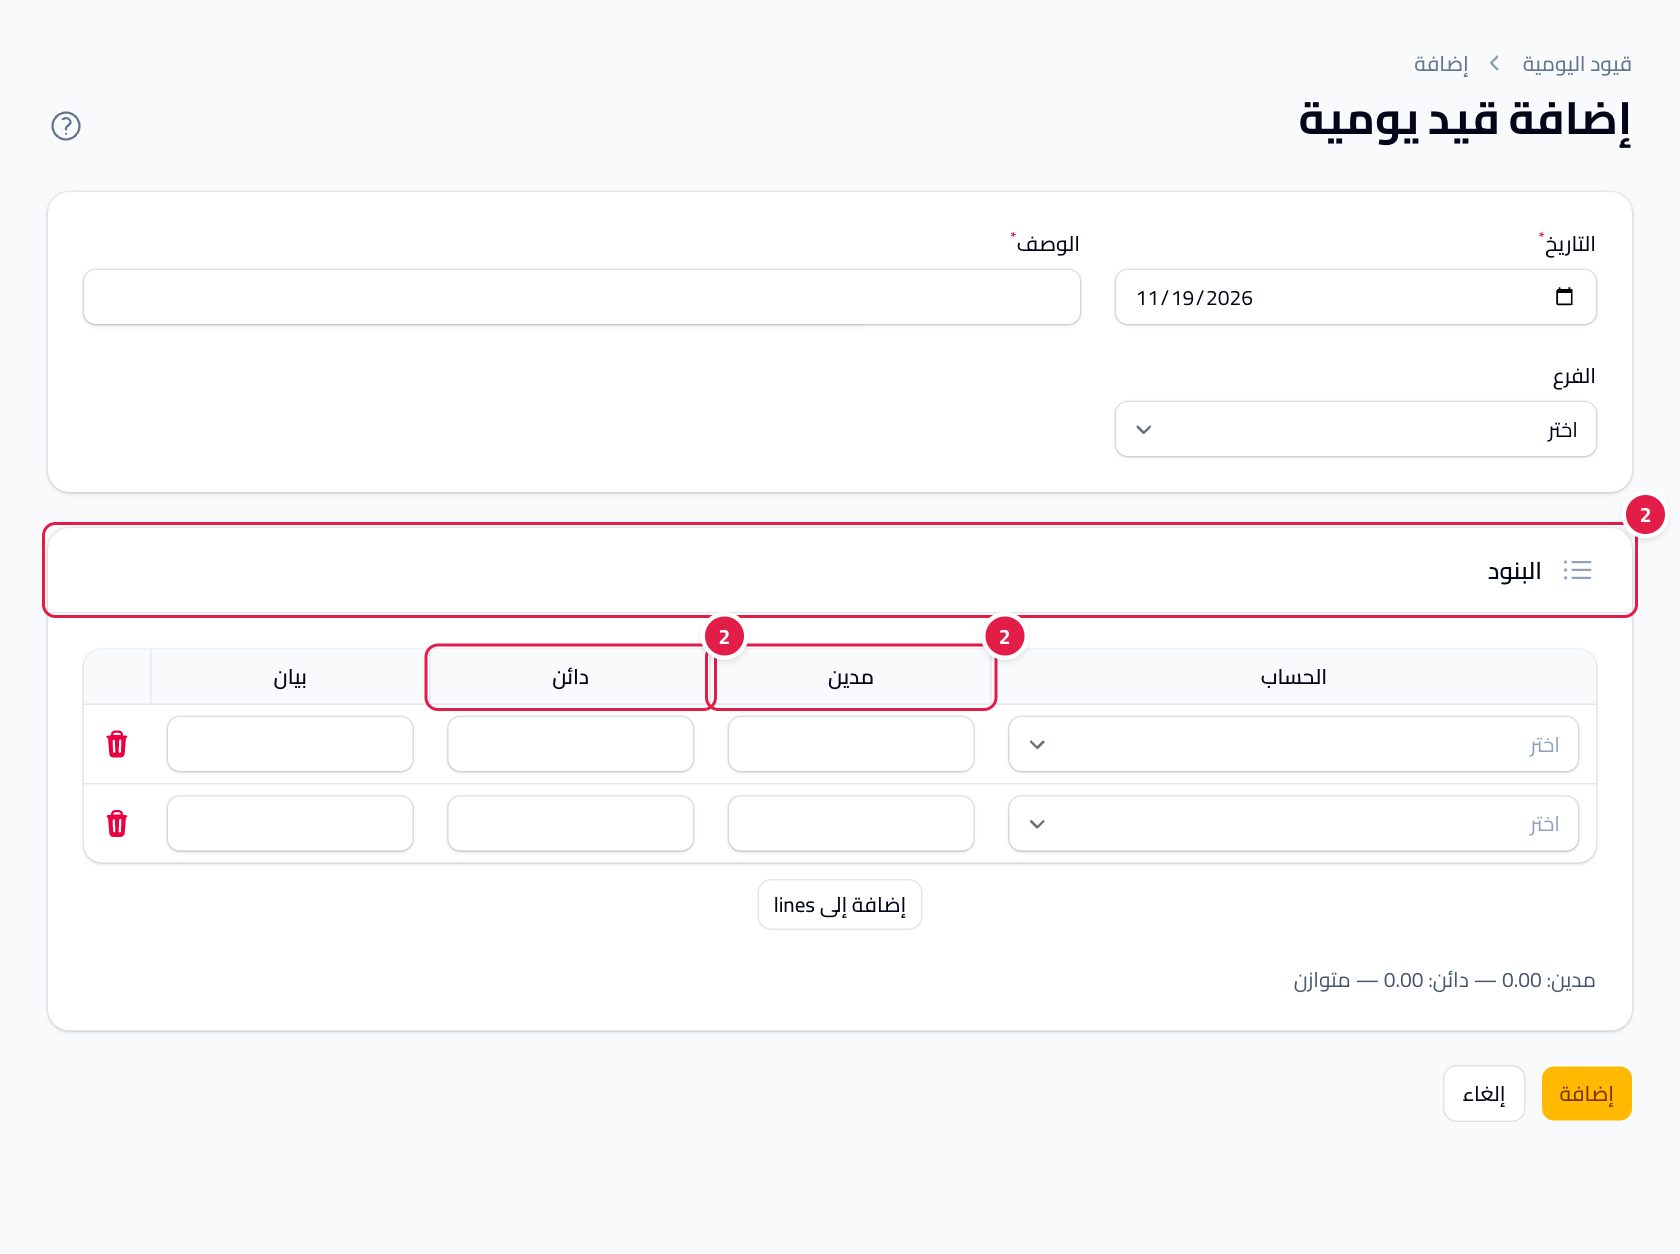 قيود اليومية
إضافة
إضافة قيد يومية
?
التاريخ*
الوصف*
11/19/2026
الفرع
اختر
2
البنود
2
2
الحساب
مدين
دائن
بيان
اختر
اختر
إضافة إلى lines
مدين: 0.00 — دائن: 0.00 — متوازن
إضافة
إلغاء